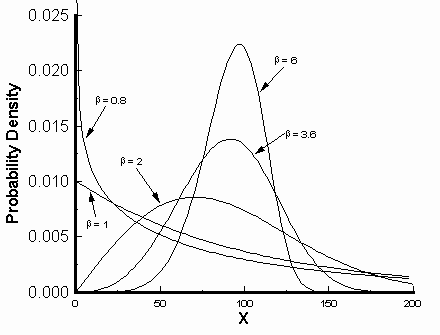 0.025
0.020
0.015
0.010
0.005
0.000
Probability Density
β = 0.8
β = 6
β = 3.6
β = 2
β = 1
0
50
100
150
200
X